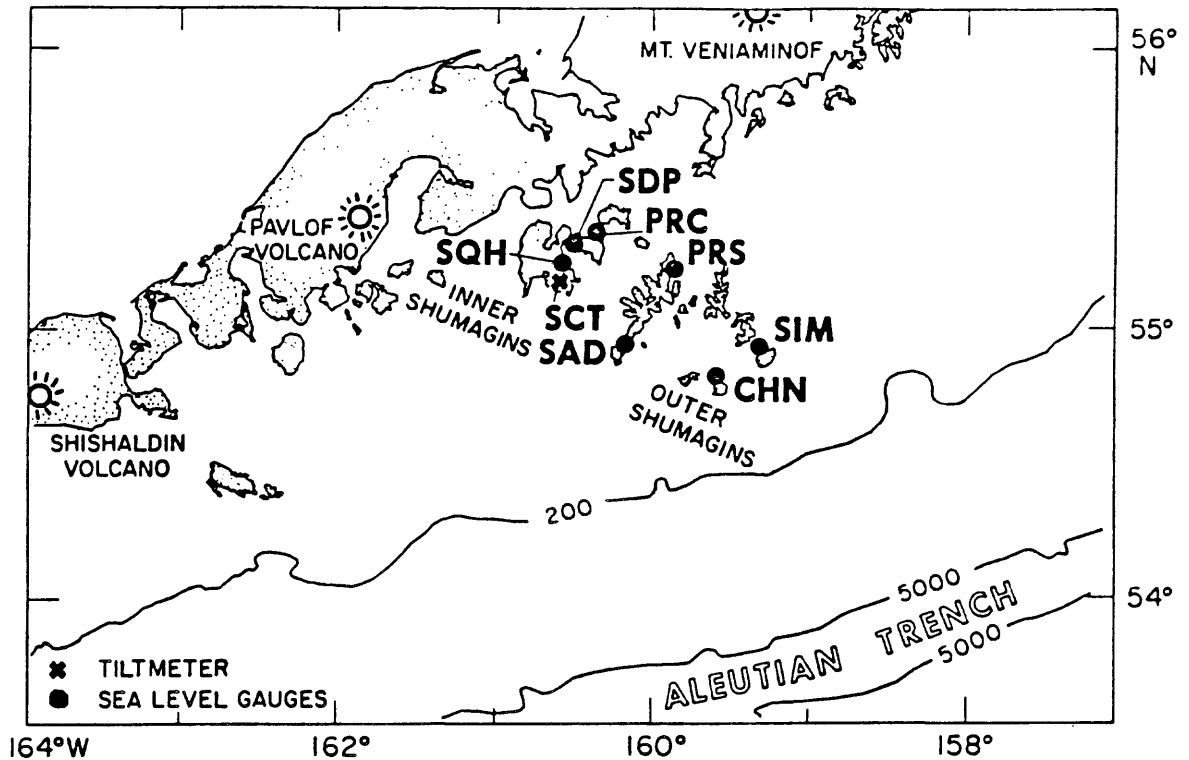 MT. VENIAMINOF
56°
N
SDP
PRC
PAVLOF
VOLCANO
SQH
PRS
INNER
SHUMAGINS
SCT
SAD
SIM
55°
CHN
OUTER
SHUMAGINS
SHISHALDIN
VOLCANO
200
5000
54°
ALEUTIAN TRENCH
5000
TILTMETER
SEA LEVEL GAUGES
164°W
162°
160°
158°